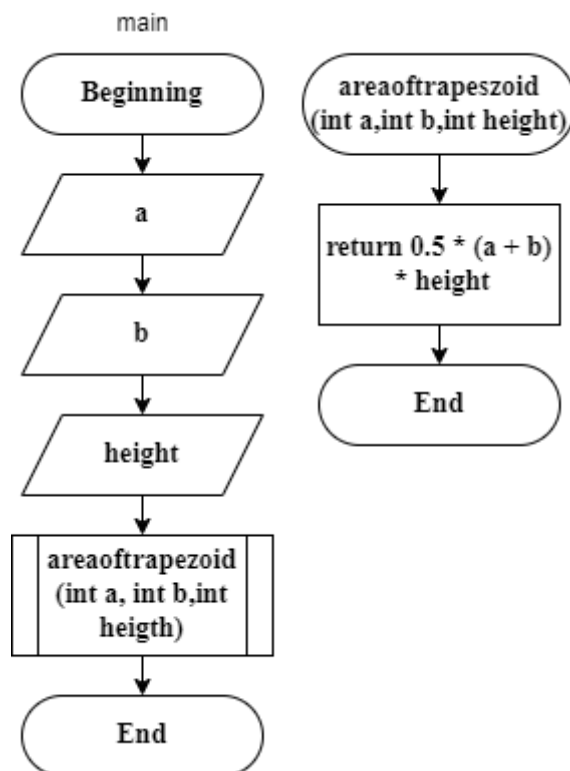 main
Beginning
a
b
height
areaoftrapezoid
(int a, int b,int
heigth)
End
areaoftrapeszoid
(int a,int b,int height)
return 0.5 * (a + b)
* height
End